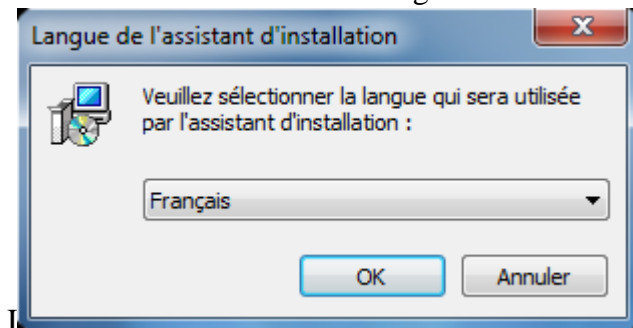 Langue de l'assistant d'installation
Veuillez sélectionner la langue qui sera utilisée
par l'assistant d'installation :
Français
OK Annuler
I